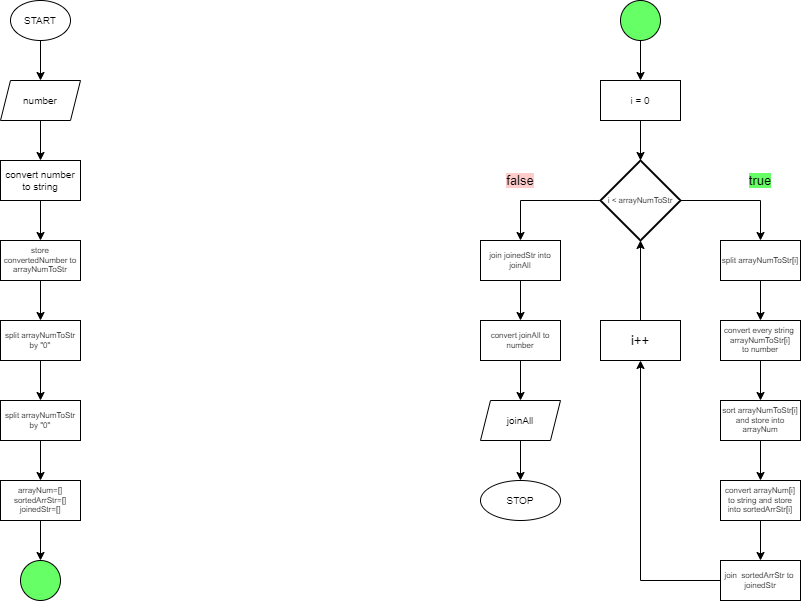 START
number
convert number
to string
store
convertedNumber to
arrayNumToStr
split arrayNumToStr
by "0"
split arrayNumToStr
by "0"
arrayNum=[]
sortedArrStr=[]
joinedStr=[]
i = 0
false
true
i < arrayNumToStr
join joinedStr into
joinAll
convert joinAll to
number
joinAll
STOP
i++
split arrayNumToStr[i]
convert every string
arrayNumToStr[i]
to number
sort arrayNumToStr[i]
and store into
arrayNum
convert arrayNum[i]
to string and store
into sortedArrStr[i]
join sortedArrStr to
joinedStr